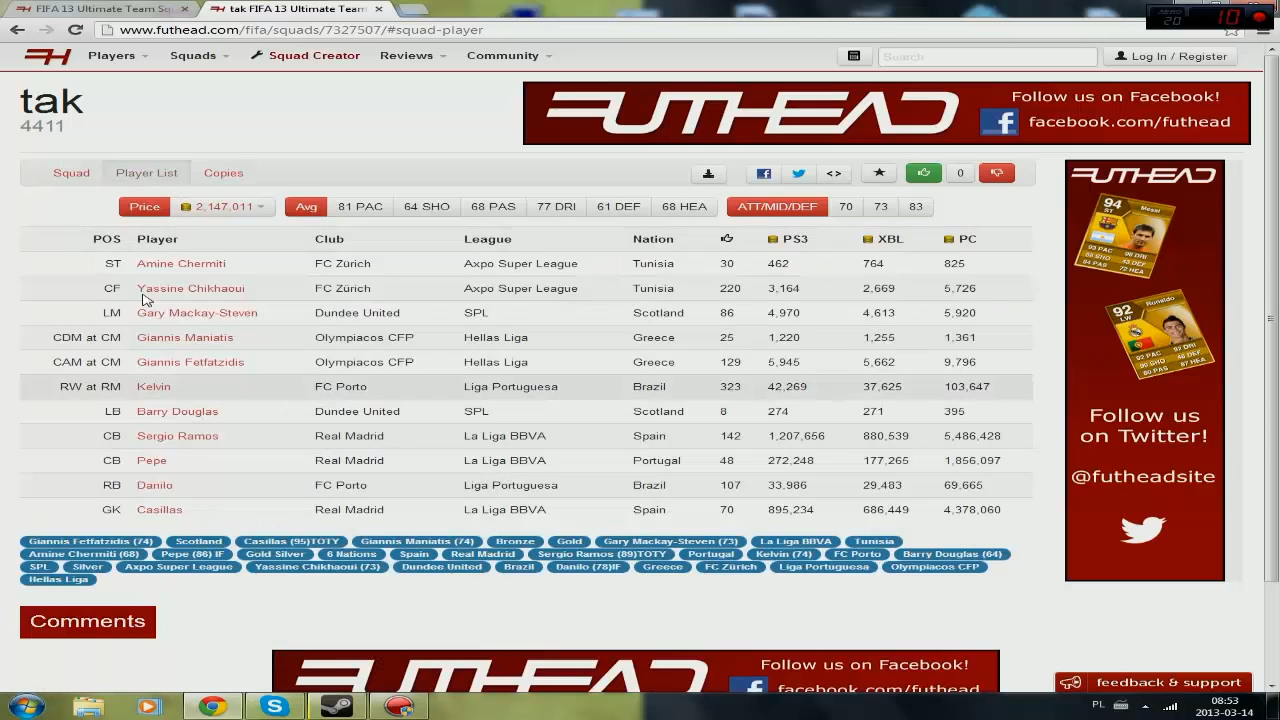 FIFA 13 Ultimate Team Squ
tak FIFA 13 Ultimate Team
20 10
www.futhead.com/fifa/squads/7327507/#squad-player
Players Squads Squad Creator Reviews Community Search Log In / Register
tak
4411
FUTHEAD Follow us on Facebook!
facebook.com/futhead
Squad Player List Copy 0
Price 2,147,011 Avg 81 PAC 64 SHO 68 PAS 77 DRI 61 DEF 68 HEA ATT/MID/DEF 70 73 83
POS Player Club League Nation PS3 XBL PC
ST Amine Chermiti FC Zürich Axpo Super League Tunisia 30 462 764 825
CF Yassine Chikhaoui FC Zürich Axpo Super League Tunisia 220 3,164 2,669 5,726
LM Gary Mackay-Steven Dundee United SPL Scotland 86 4,970 4,613 5,920
CDM at CM Giannis Maniatis Olympiacos CFP Hellas Liga Greece 25 1,220 1,255 1,361
CAM at CM Giannis Fetfatzidis Olympiacos CFP Hellas Liga Greece 129 5,945 5,662 9,796
RW at RM Kelvin FC Porto Liga Portuguesa Brazil 323 42,269 37,625 103,647
LB Barry Douglas Dundee United SPL Scotland 8 274 271 395
CB Sergio Ramos Real Madrid La Liga BBVA Spain 142 1,207,656 880,539 5,486,428
CB Pepe Real Madrid La Liga BBVA Portugal 48 272,248 177,265 1,856,097
RB Danilo FC Porto Liga Portuguesa Brazil 107 33,986 29,483 69,665
GK Casillas Real Madrid La Liga BBVA Spain 70 895,234 686,449 4,378,060
Giannis Fetfatzidis (74) Scotland Casillas (95)TOTY Giannis Maniatis (74) Bronze Gold Gary Mackay-Steven (73) La Liga BBVA Tunisia
Amine Chermiti (68) Pepe (86) IF Gold Silver 6 Nations Spain Real Madrid Sergio Ramos (89)TOTY Portugal Kelvin (74) FC Porto Barry Douglas (64)
SPL Silver Axpo Super League Yassine Chikhaoui (73) Dundee United Brazil Danilo (78)IF Greece FC Zürich Liga Portuguesa Olympiacos CFP
Hellas Liga
Comments
FUTHEAD
94 ST Messi
92 LW Ronaldo
Follow us
on Twitter!
@futheadsite
FUTHEAD Follow us on Facebook!
facebook.com/futhead
feedback & support
PL 08:53
2013-03-14